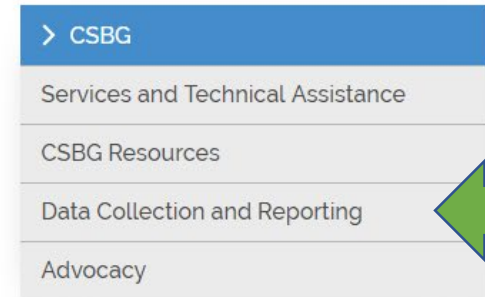 > CSBG
Services and Technical Assistance
CSBG Resources
Data Collection and Reporting
Advocacy